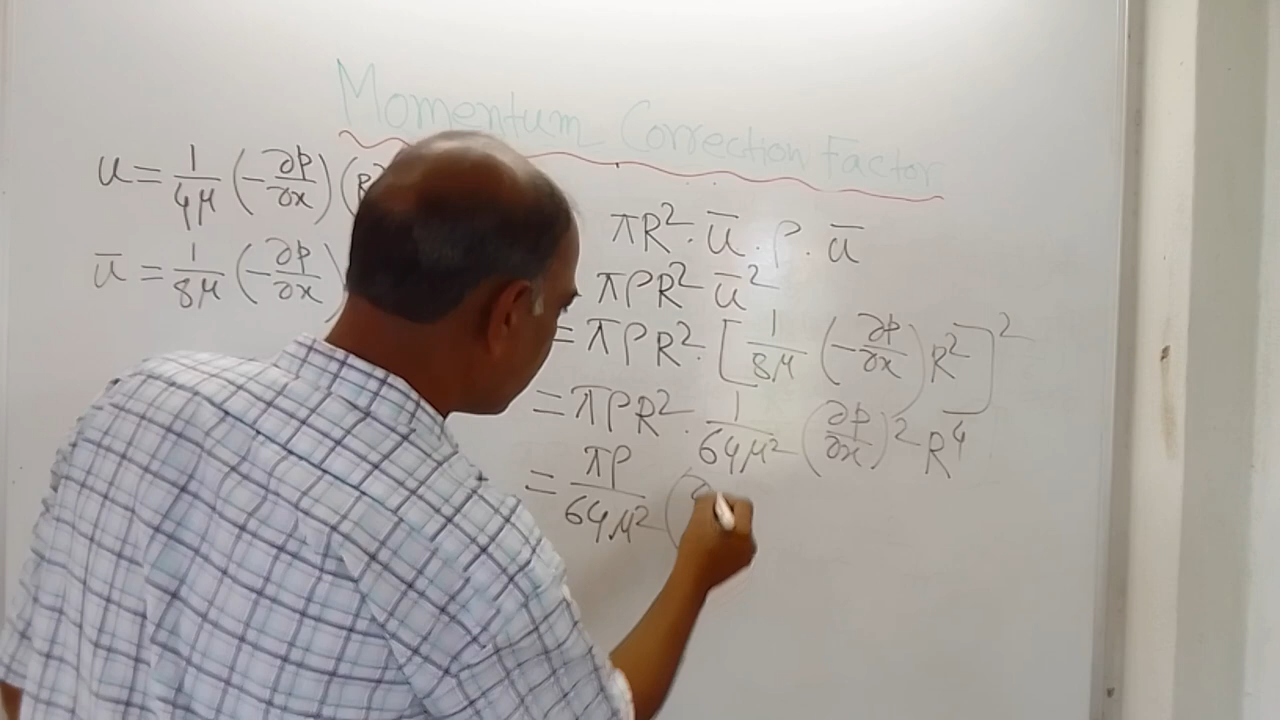 Momentum Correction Factor
u = 1/4μ (-∂p/∂x) (R²
ū = 1/8μ (-∂p/∂x)
πR² · ū · ρ · ū
πρR² ū²
= πρR² · [1/8μ (-∂p/∂x) R²]²
= πρR² · 1/64μ² (∂p/∂x)² R⁴
= πρ/64μ² (∂